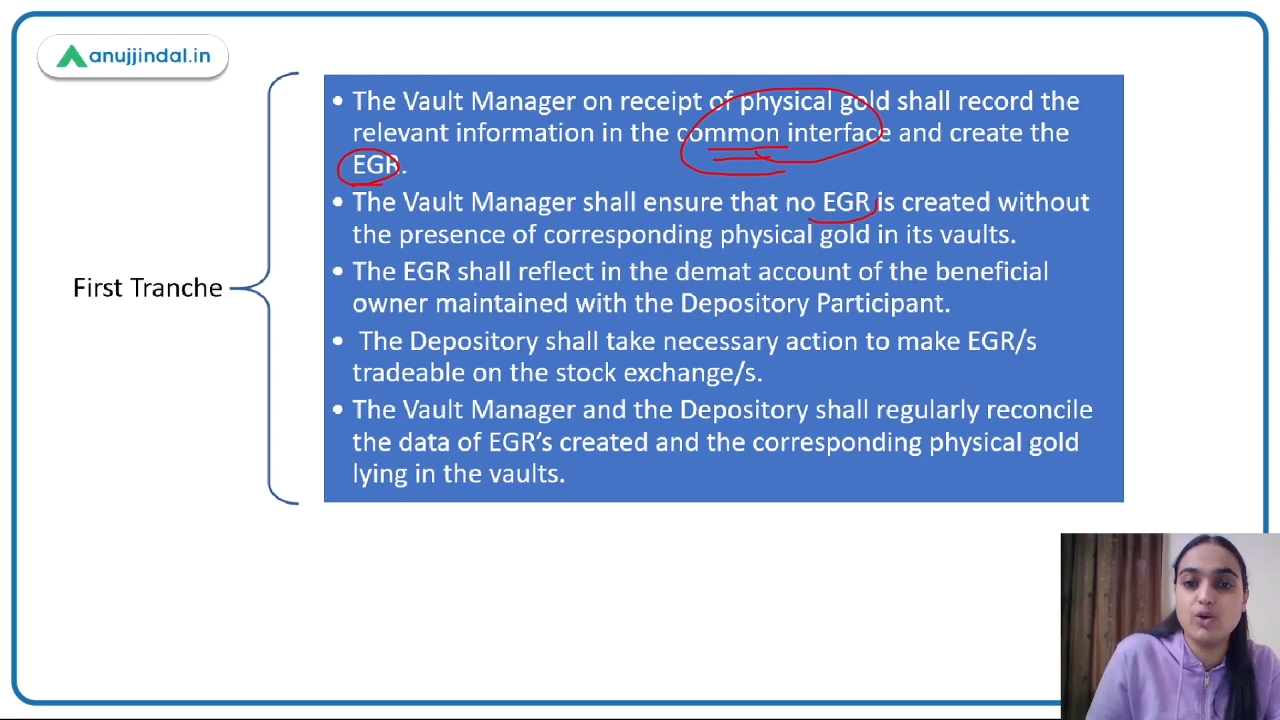 anujjindal.in
• The Vault Manager on receipt of physical gold shall record the
relevant information in the common interface and create the
EGR.
• The Vault Manager shall ensure that no EGR is created without
the presence of corresponding physical gold in its vaults.
• The EGR shall reflect in the demat account of the beneficial
owner maintained with the Depository Participant.
• The Depository shall take necessary action to make EGR/s
tradeable on the stock exchange/s.
• The Vault Manager and the Depository shall regularly reconcile
the data of EGR’s created and the corresponding physical gold
lying in the vaults.
First Tranche